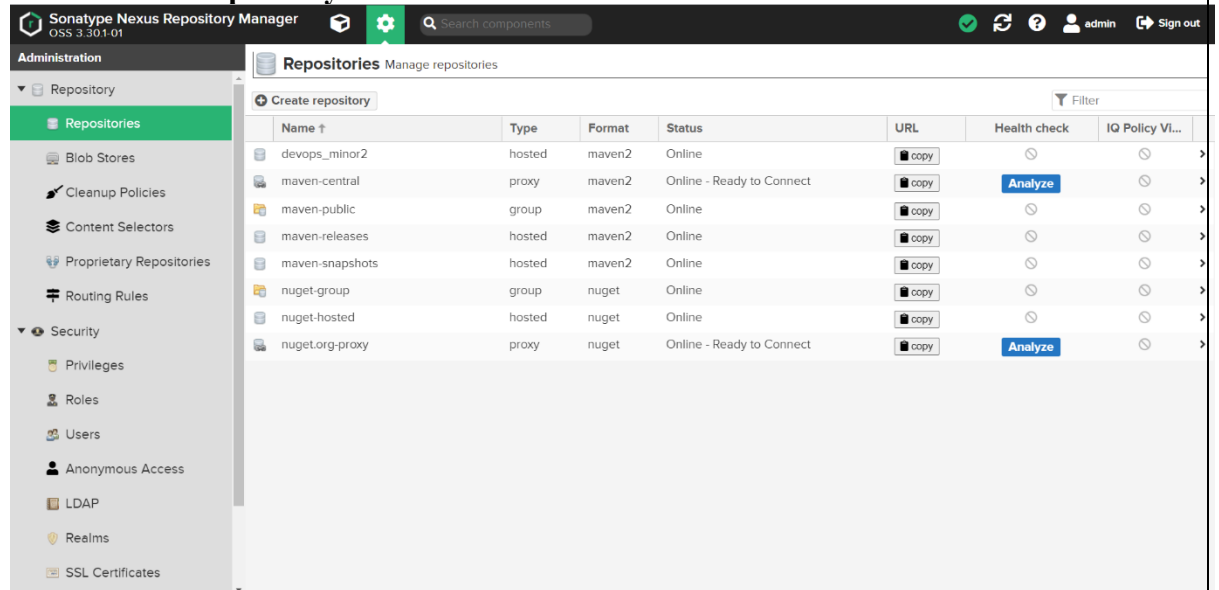 Sonatype Nexus Repository Manager
OSS 3.30.1-01
Search components
admin
Sign out
Administration
Repositories Manage repositories
Repository
Repositories
Blob Stores
Cleanup Policies
Content Selectors
Proprietary Repositories
Routing Rules
Security
Privileges
Roles
Users
Anonymous Access
LDAP
Realms
SSL Certificates
Create repository
Filter
Name Type Format Status URL Health check IQ Policy Vi...
devops_minor2 hosted maven2 Online copy
maven-central proxy maven2 Online - Ready to Connect copy Analyze
maven-public group maven2 Online copy
maven-releases hosted maven2 Online copy
maven-snapshots hosted maven2 Online copy
nuget-group group nuget Online copy
nuget-hosted hosted nuget Online copy
nuget.org-proxy proxy nuget Online - Ready to Connect copy Analyze